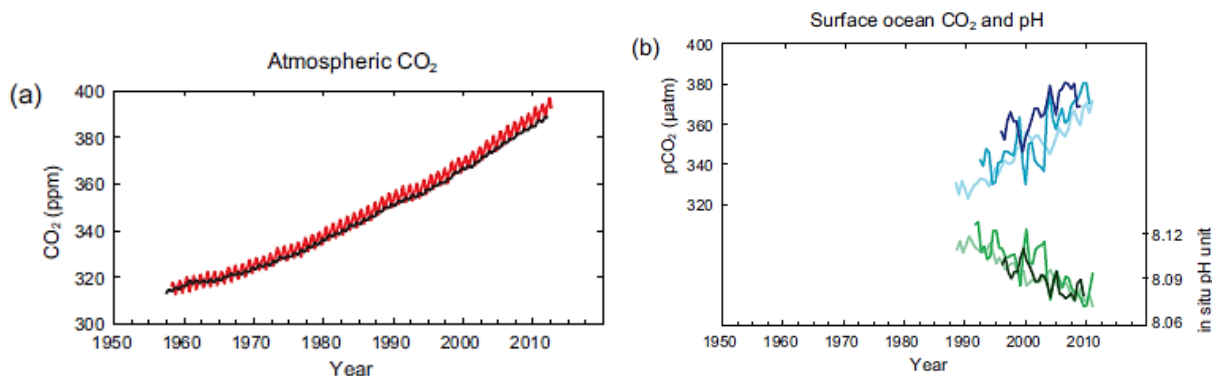 (a)
Atmospheric CO₂
CO₂ (ppm)
400
380
360
340
320
300
1950 1960 1970 1980 1990 2000 2010
Year
(b)
Surface ocean CO₂ and pH
pCO₂ (µatm)
400
380
360
340
320
8.12
8.09
8.06
in situ pH unit
1950 1960 1970 1980 1990 2000 2010
Year